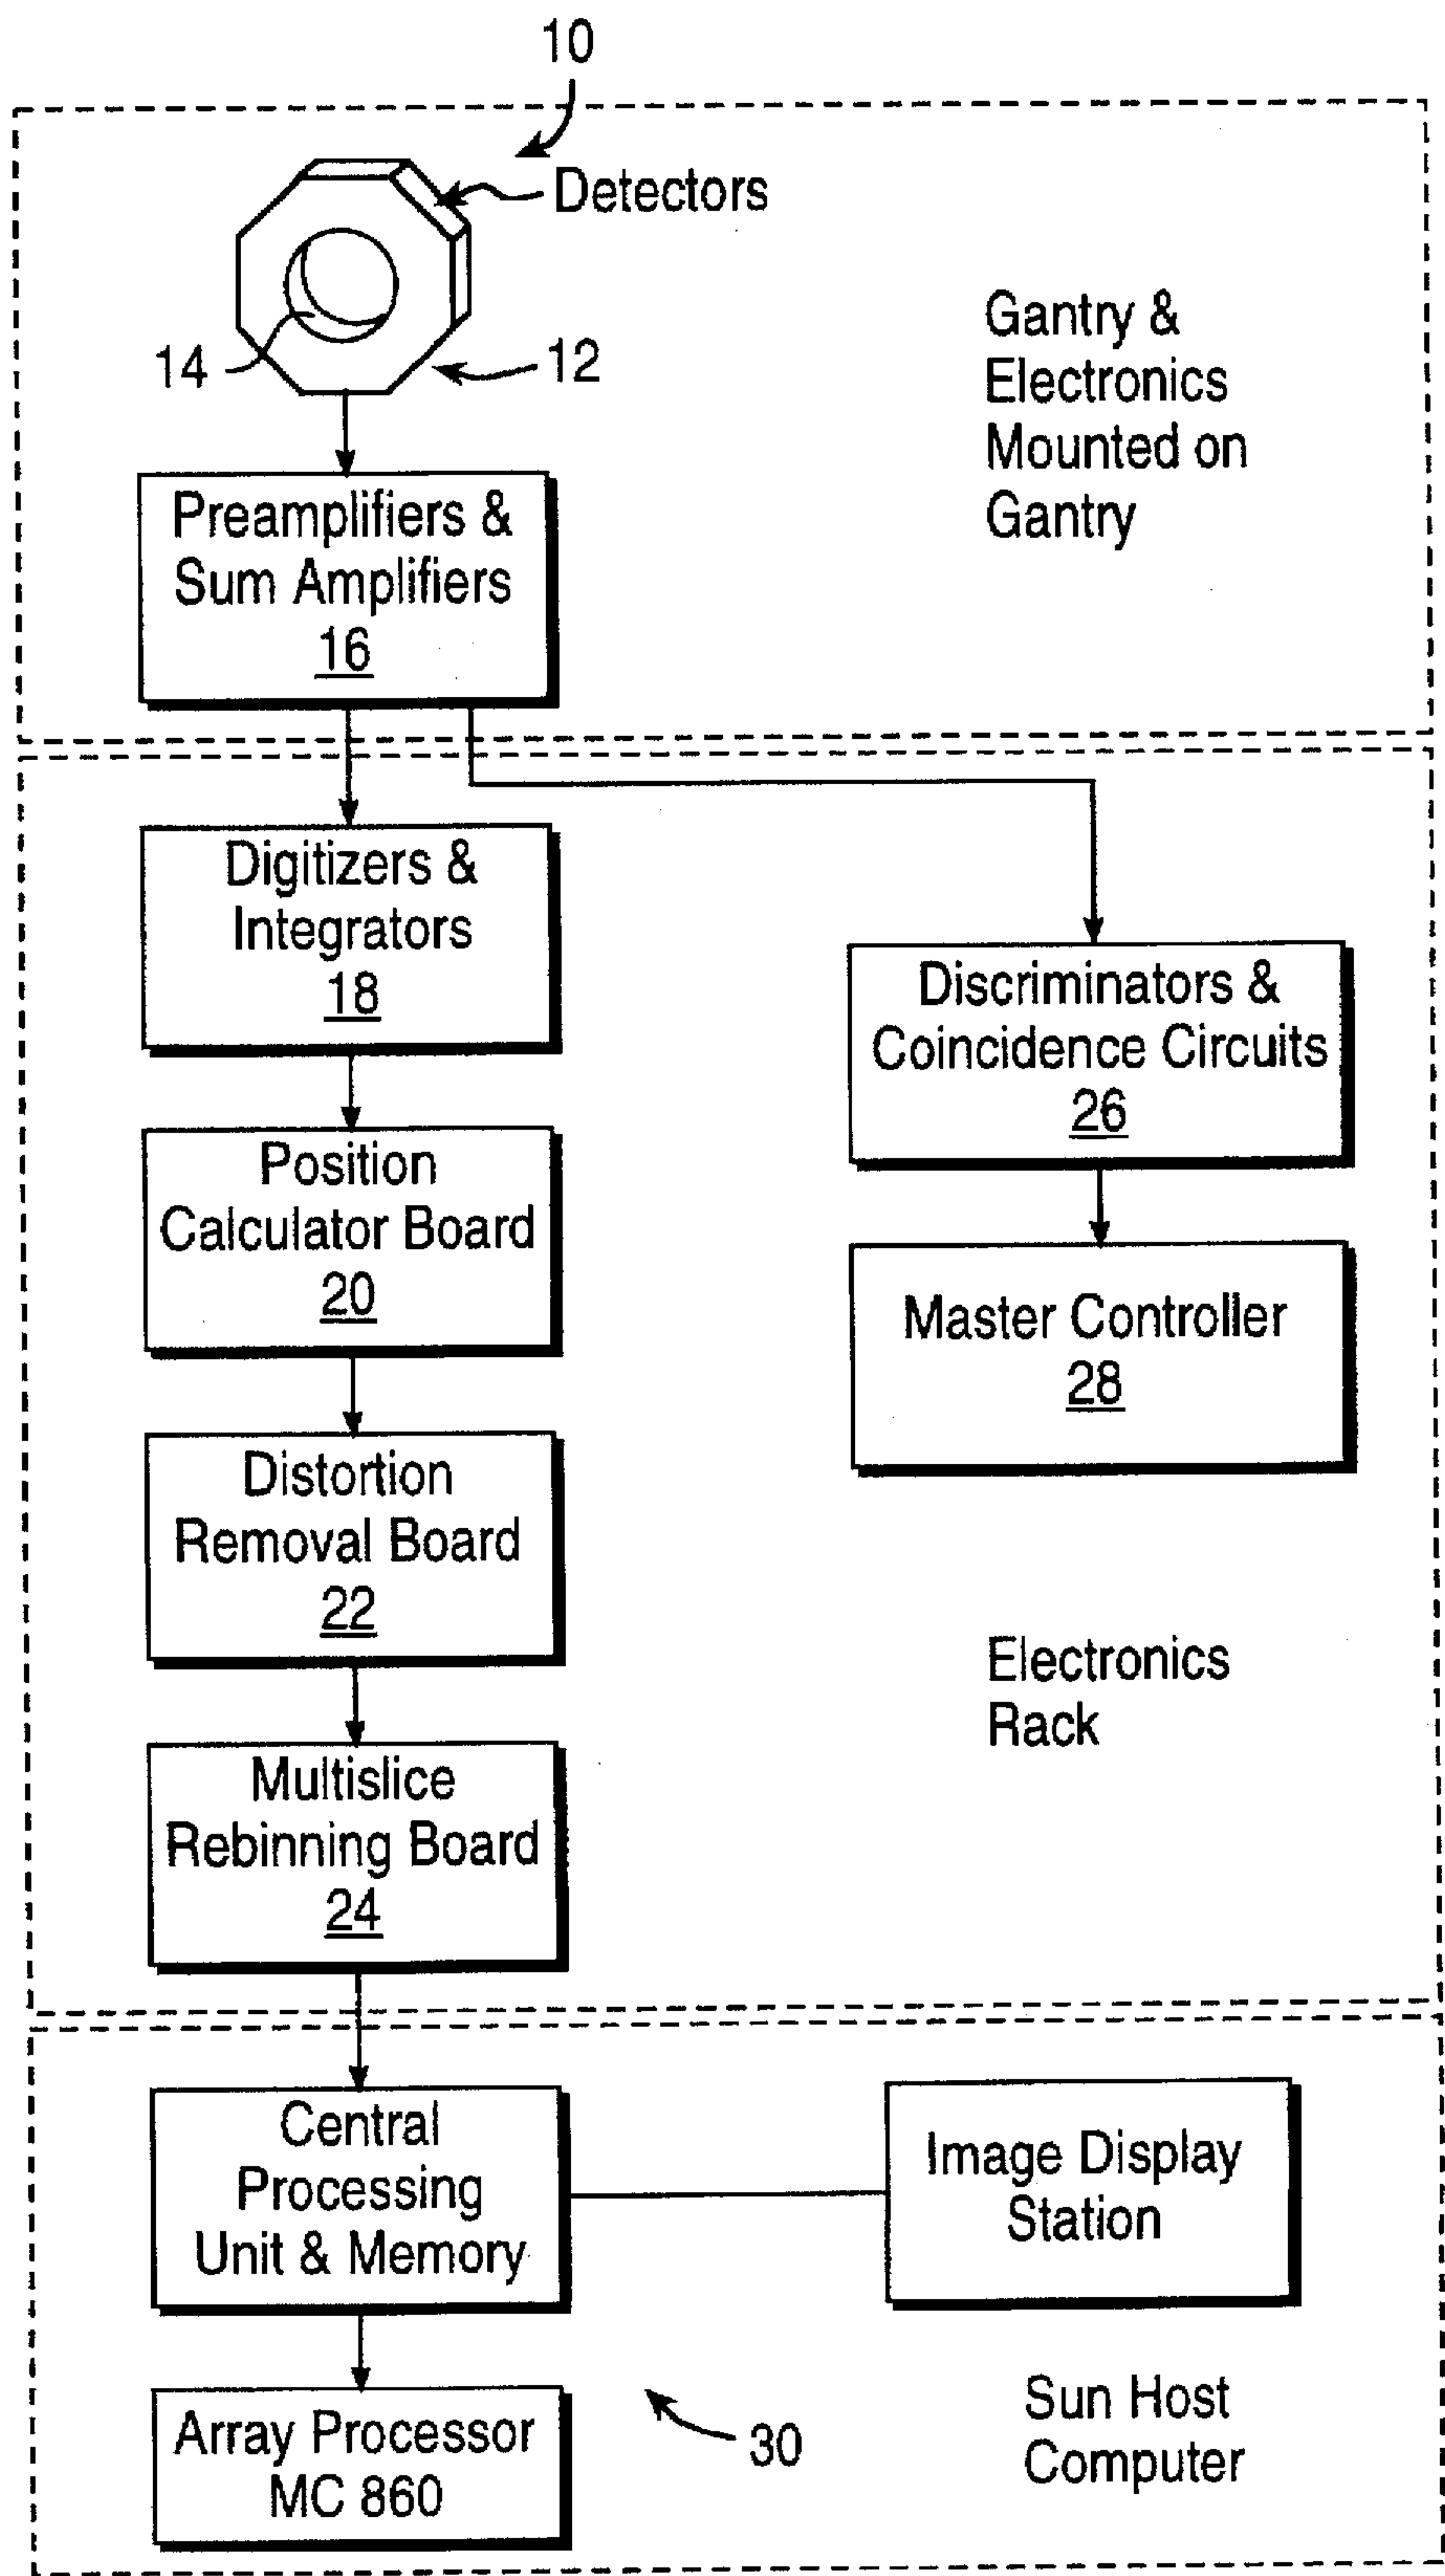 10
Detectors
14
12
Gantry &
Electronics
Mounted on
Gantry
Preamplifiers &
Sum Amplifiers
16
Digitizers &
Integrators
18
Discriminators &
Coincidence Circuits
26
Position
Calculator Board
20
Master Controller
28
Distortion
Removal Board
22
Electronics
Rack
Multislice
Rebinning Board
24
Central
Processing
Unit & Memory
Image Display
Station
Array Processor
MC 860
30
Sun Host
Computer